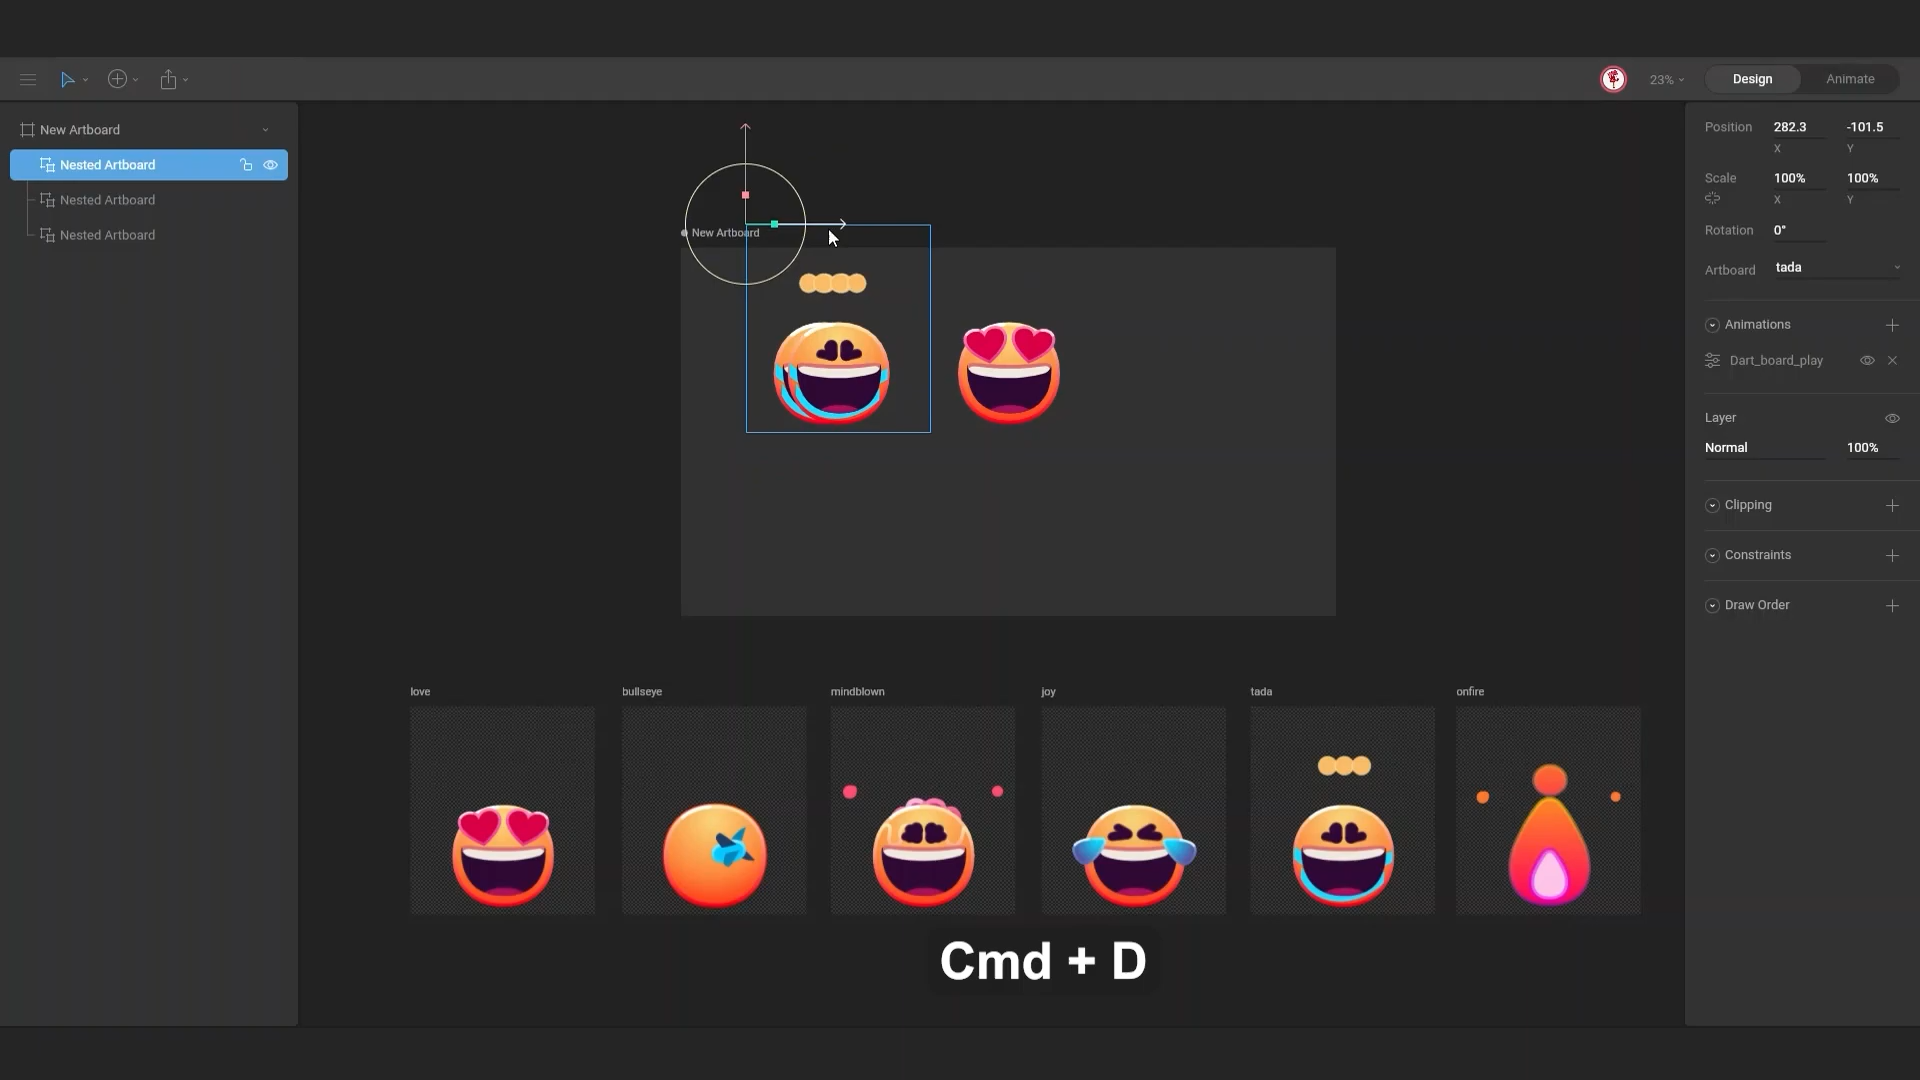 23%
Design
Animate
New Artboard
Nested Artboard
Nested Artboard
Nested Artboard
New Artboard
Position
282.3
-101.5
X
Y
Scale
100%
100%
X
Y
Rotation
0°
Artboard
tada
Animations
Dart_board_play
Layer
Normal
100%
Clipping
Constraints
Draw Order
love
bullseye
mindblown
joy
tada
onfire
Cmd + D